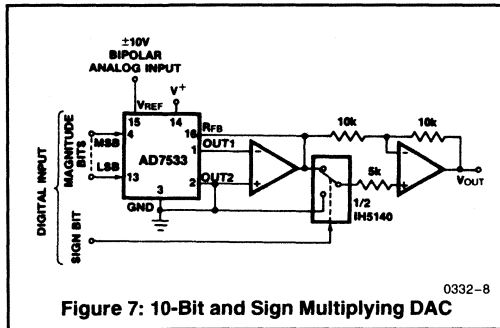 ±10V
BIPOLAR
ANALOG INPUT
VREF
V+
15
14
DIGITAL INPUT
MAGNITUDE
BITS
MSB
LSB
SIGN BIT
4
13
AD7533
16
RFB
1
OUT1
2
OUT2
3
GND
−
+
10k
10k
−
+
5k
VOUT
1/2
IH5140
0332-8
Figure 7: 10-Bit and Sign Multiplying DAC